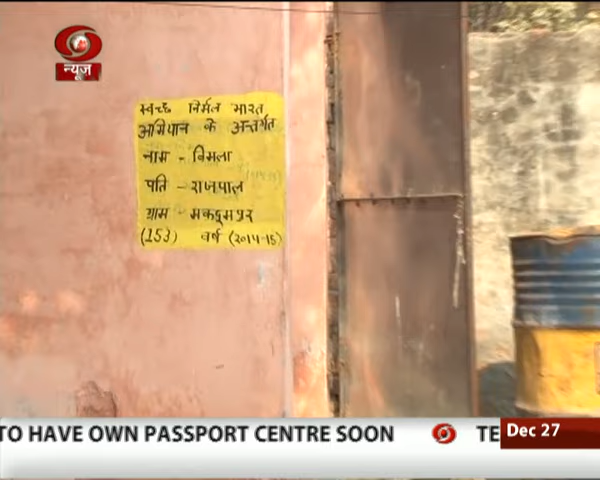 न्यूज़
स्वच्छ निर्मल भारत
अभियान के अन्तर्गत
नाम - विमला
पति - राजपाल
ग्राम - मकदूमपुर
(153) वर्ष (2014-15)
TO HAVE OWN PASSPORT CENTRE SOON TE
Dec 27